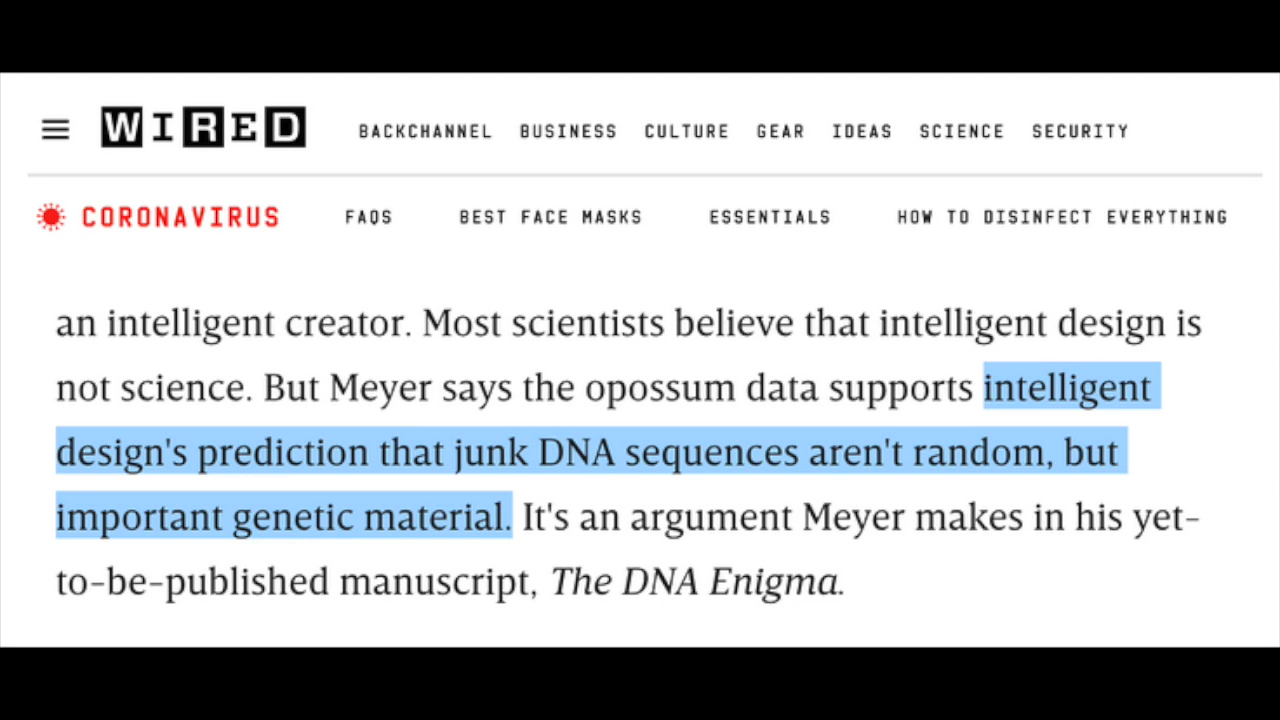 WIRED BACKCHANNEL BUSINESS CULTURE GEAR IDEAS SCIENCE SECURITY
CORONAVIRUS FAQS BEST FACE MASKS ESSENTIALS HOW TO DISINFECT EVERYTHING
an intelligent creator. Most scientists believe that intelligent design is
not science. But Meyer says the opossum data supports intelligent
design's prediction that junk DNA sequences aren't random, but
important genetic material. It's an argument Meyer makes in his yet-
to-be-published manuscript, The DNA Enigma.